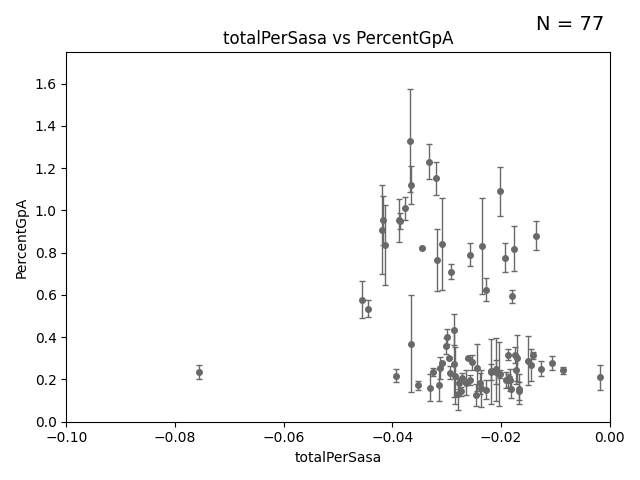 N = 77
totalPerSasa vs PercentGpA
1.6
1.4
1.2
1.0
0.8
0.6
0.4
0.2
0.0
PercentGpA
−0.10 −0.08 −0.06 −0.04 −0.02 0.00
totalPerSasa